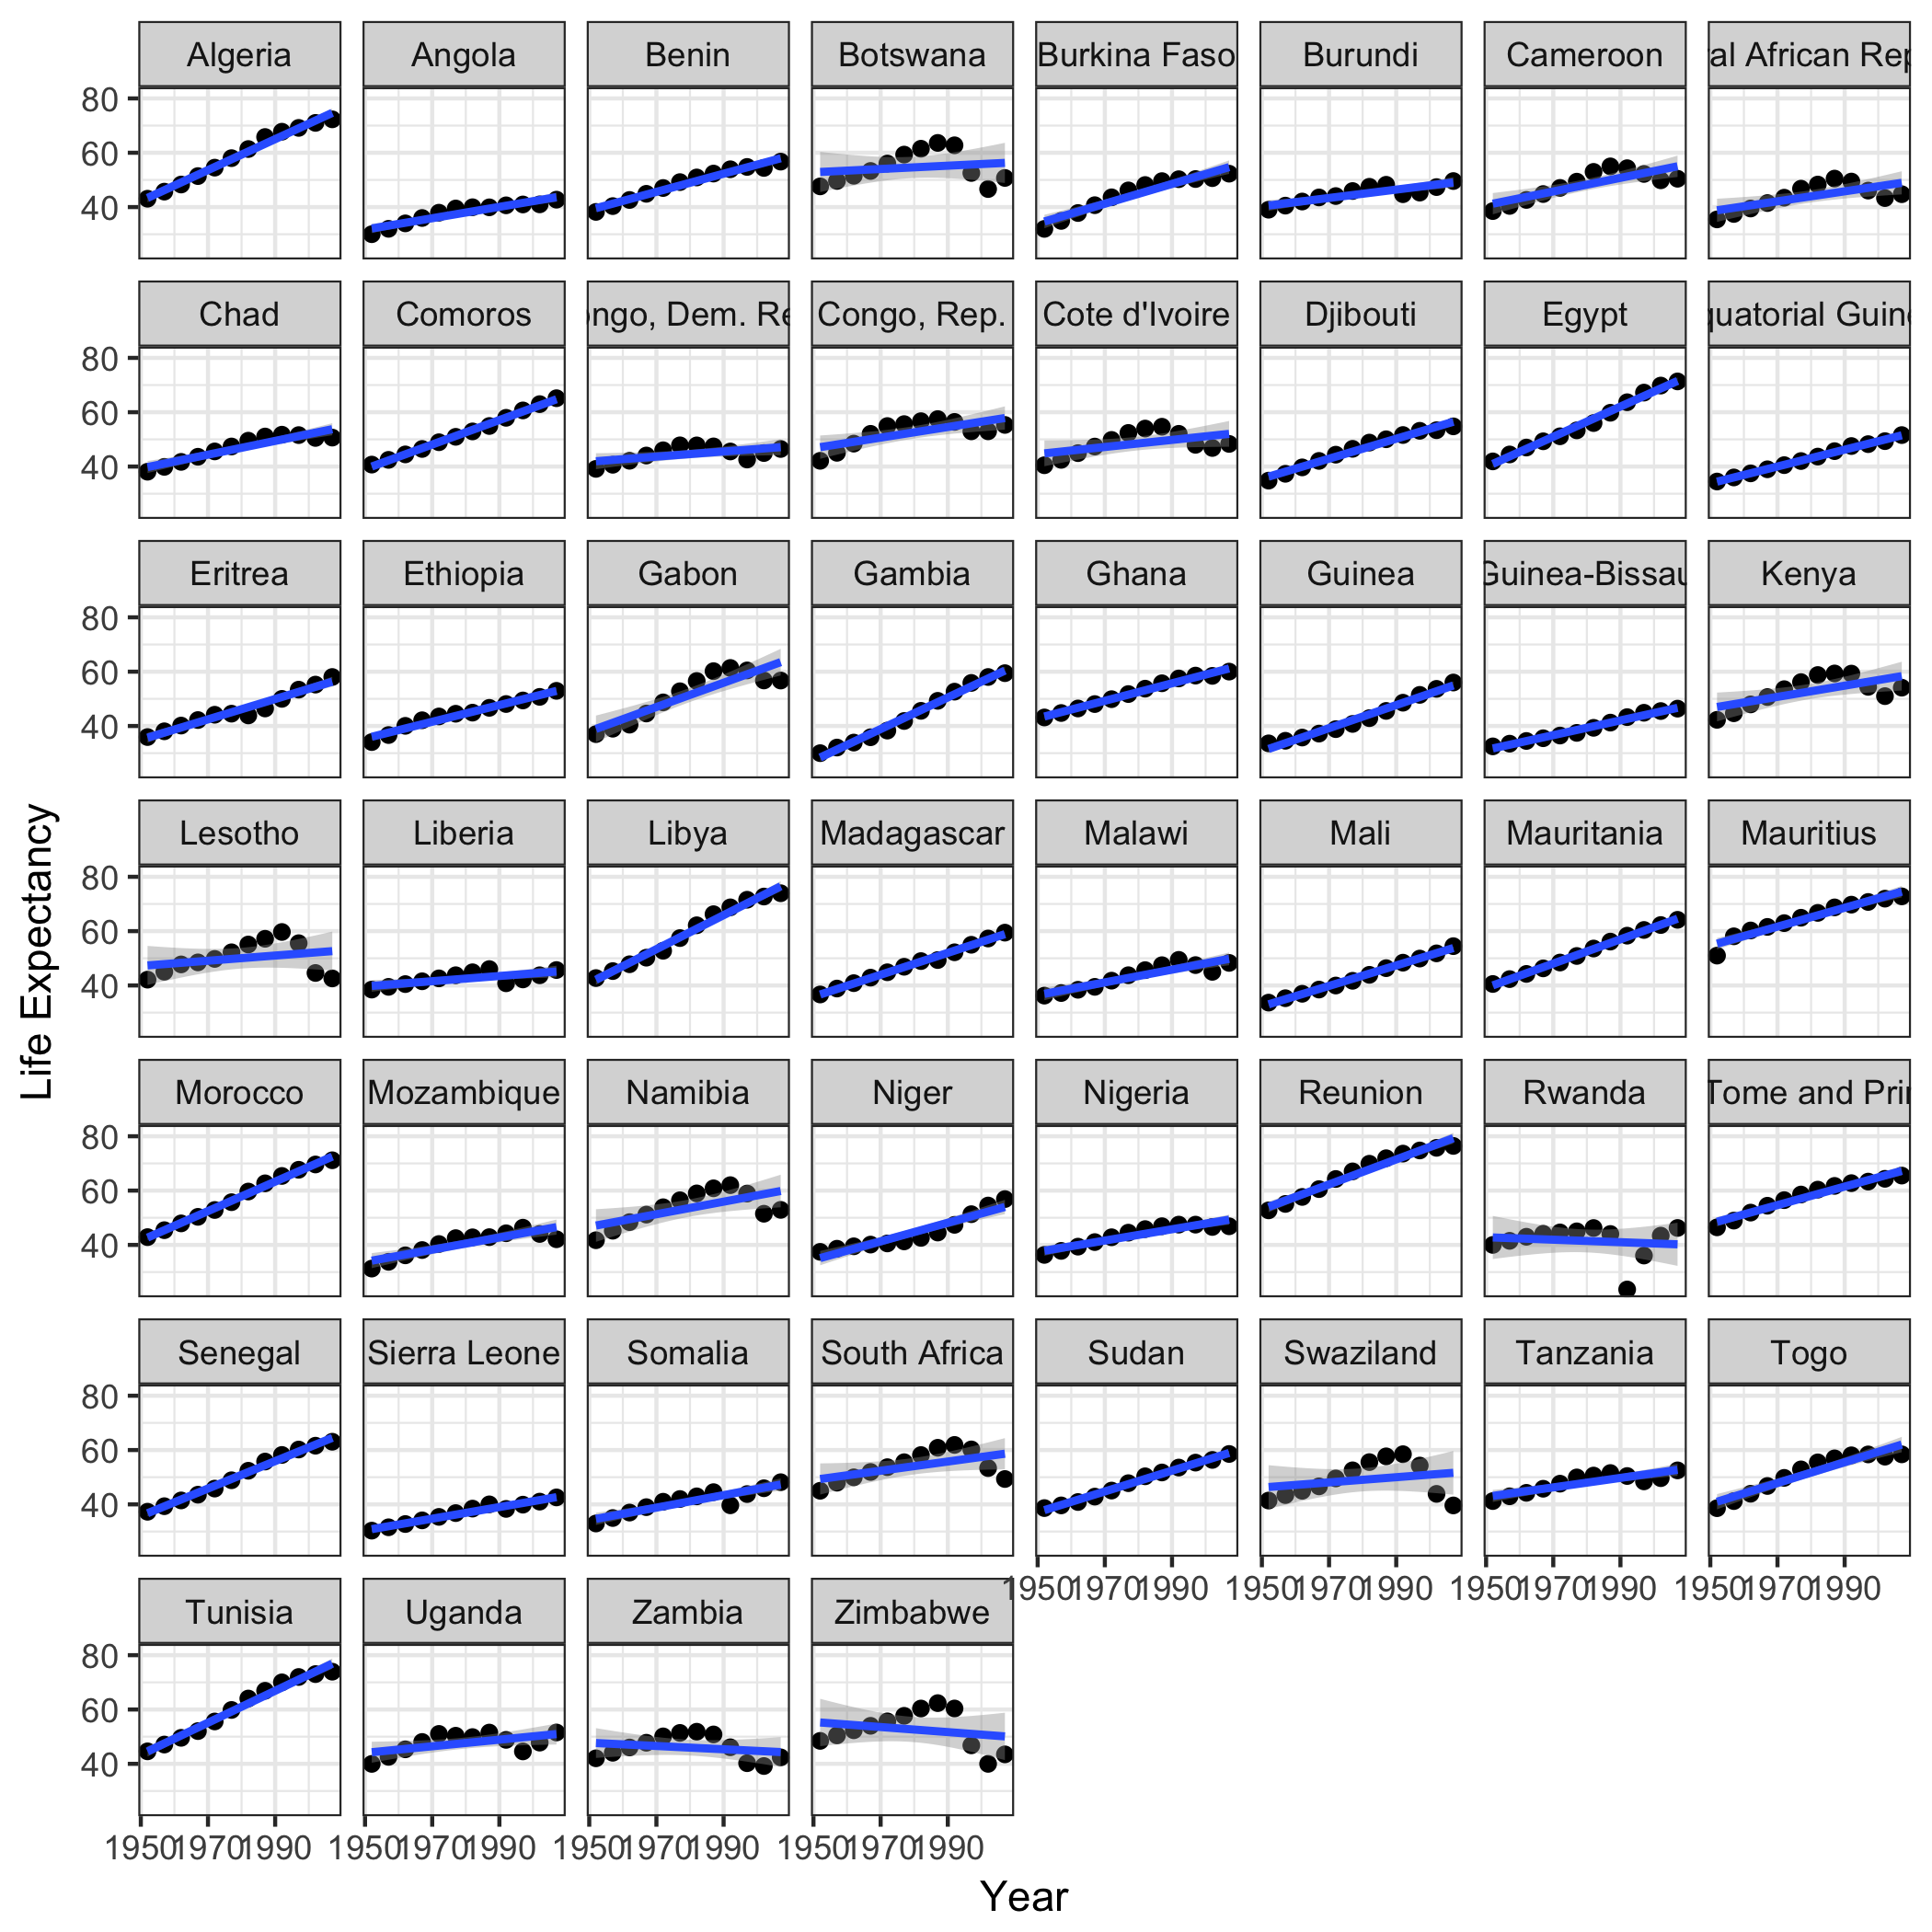 Algeria Angola Benin Botswana Burkina Faso Burundi Cameroon al African Rep
80
60
40
Chad Comoros ongo, Dem. Re Congo, Rep. Cote d'Ivoire Djibouti Egypt quatorial Guine
80
60
40
Eritrea Ethiopia Gabon Gambia Ghana Guinea Guinea-Bissau Kenya
80
60
40
Lesotho Liberia Libya Madagascar Malawi Mali Mauritania Mauritius
80
60
40
Morocco Mozambique Namibia Niger Nigeria Reunion Rwanda Tome and Prin
80
60
40
Senegal Sierra Leone Somalia South Africa Sudan Swaziland Tanzania Togo
80
60
40
1950 1970 1990 1950 1970 1990 1950 1970 1990 1950 1970 1990
Tunisia Uganda Zambia Zimbabwe
80
60
40
1950 1970 1990 1950 1970 1990 1950 1970 1990 1950 1970 1990
Year
Life Expectancy